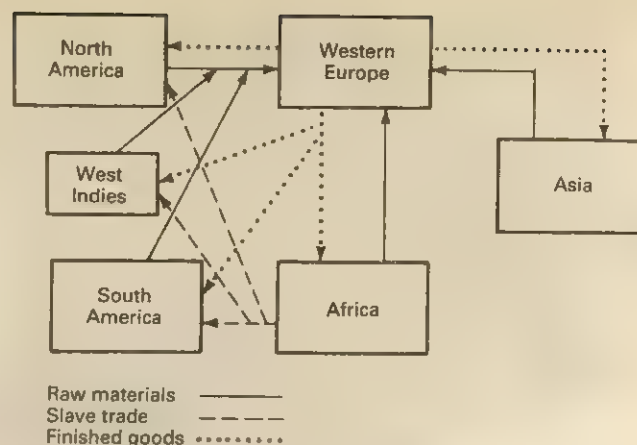 North
America
Western
Europe
West
Indies
Asia
South
America
Africa
Raw materials
Slave trade
Finished goods